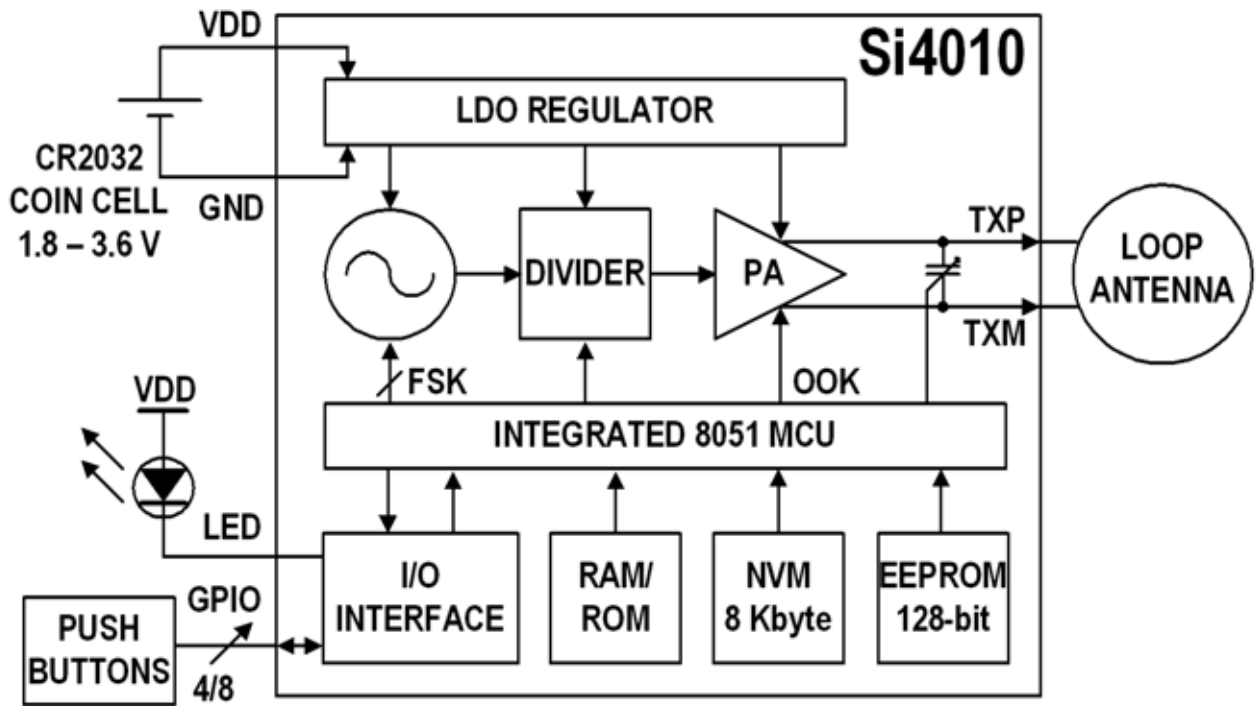 VDD
Si4010
LDO REGULATOR
CR2032
COIN CELL
1.8 – 3.6 V
GND
TXP
LOOP
ANTENNA
DIVIDER
PA
TXM
FSK
OOK
VDD
INTEGRATED 8051 MCU
LED
I/O
INTERFACE
RAM/
ROM
NVM
8 Kbyte
EEPROM
128-bit
GPIO
PUSH
BUTTONS
4/8